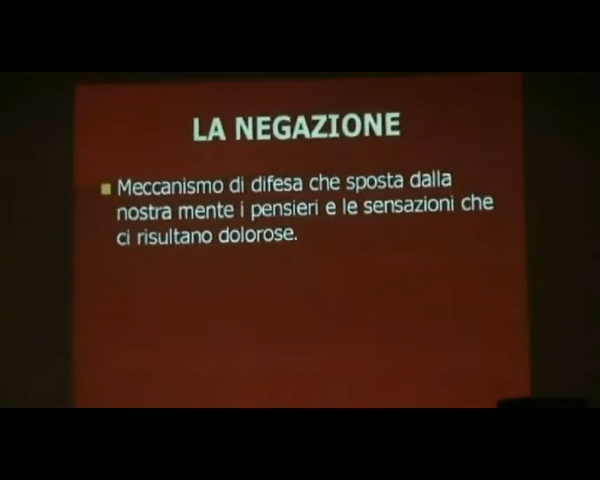 LA NEGAZIONE
Meccanismo di difesa che sposta dalla
nostra mente i pensieri e le sensazioni che
ci risultano dolorose.